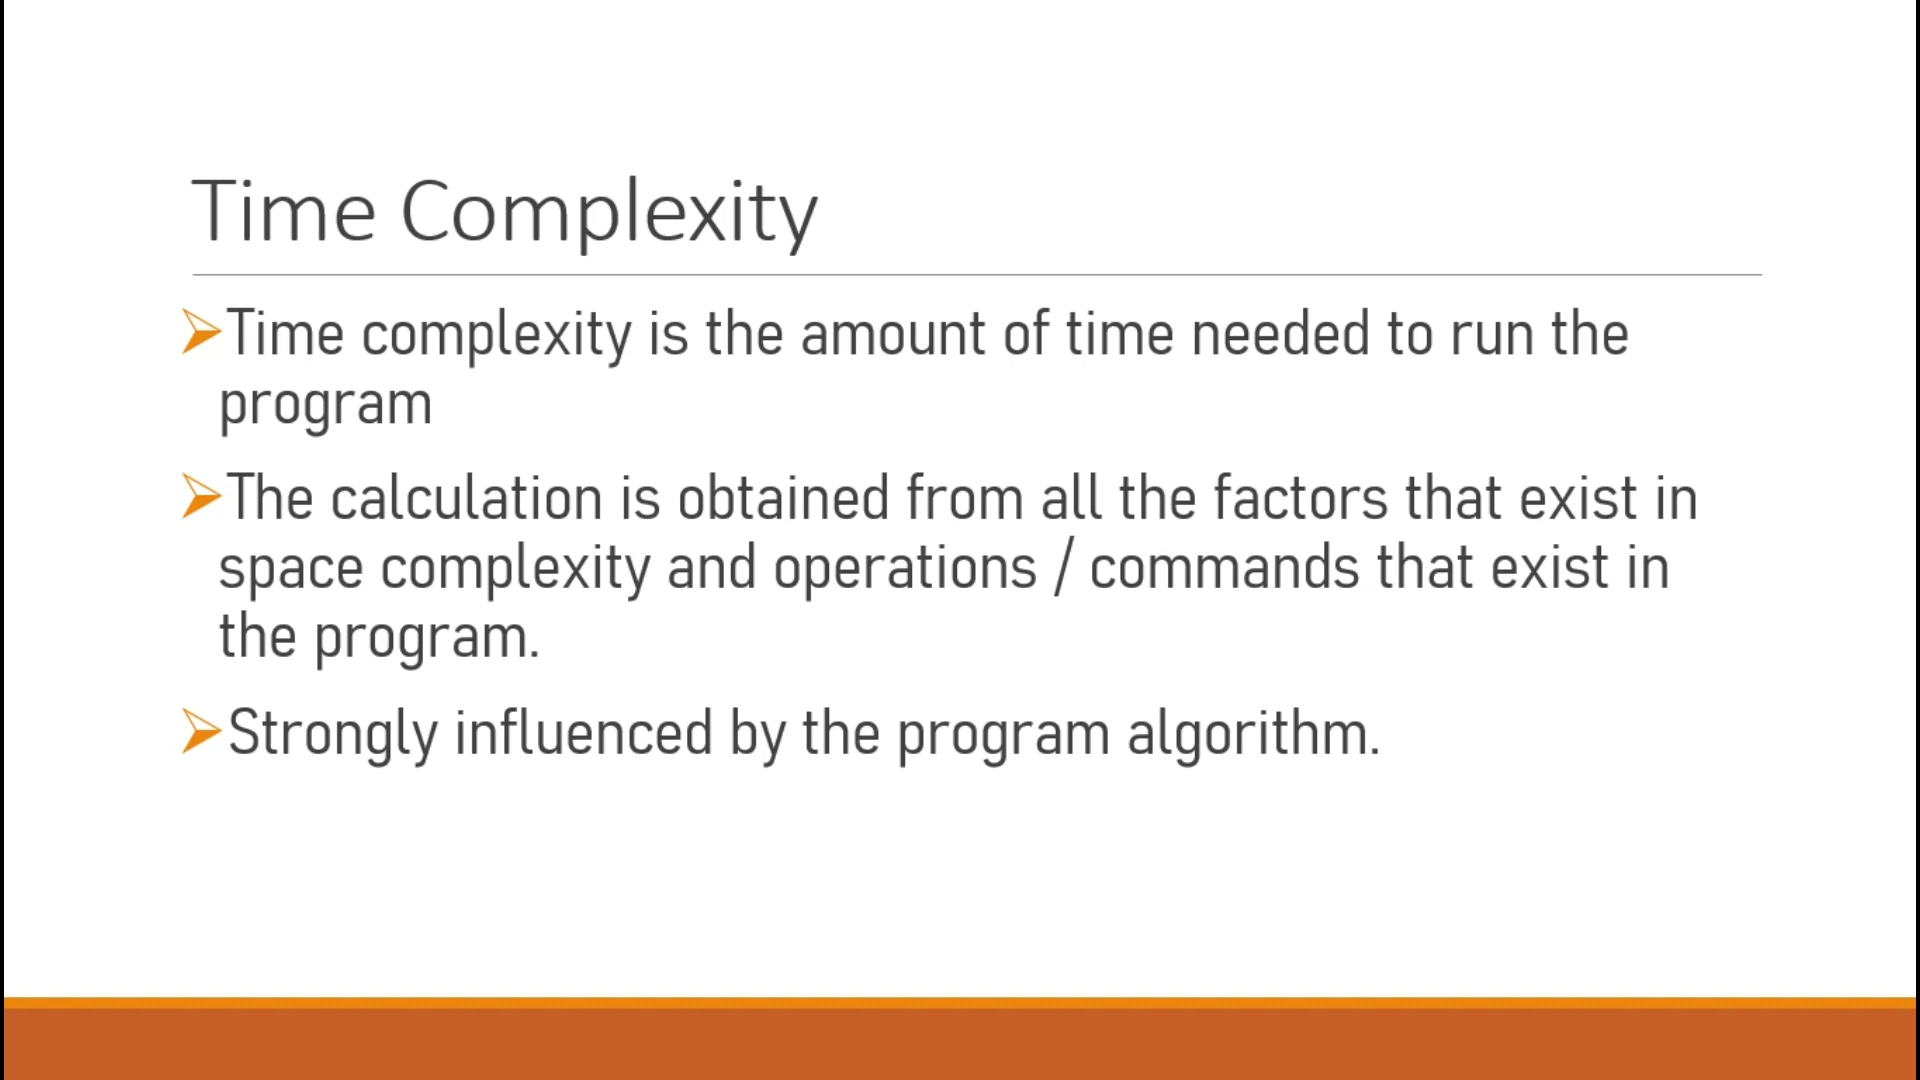 Time Complexity
Time complexity is the amount of time needed to run the
program
The calculation is obtained from all the factors that exist in
space complexity and operations / commands that exist in
the program.
Strongly influenced by the program algorithm.